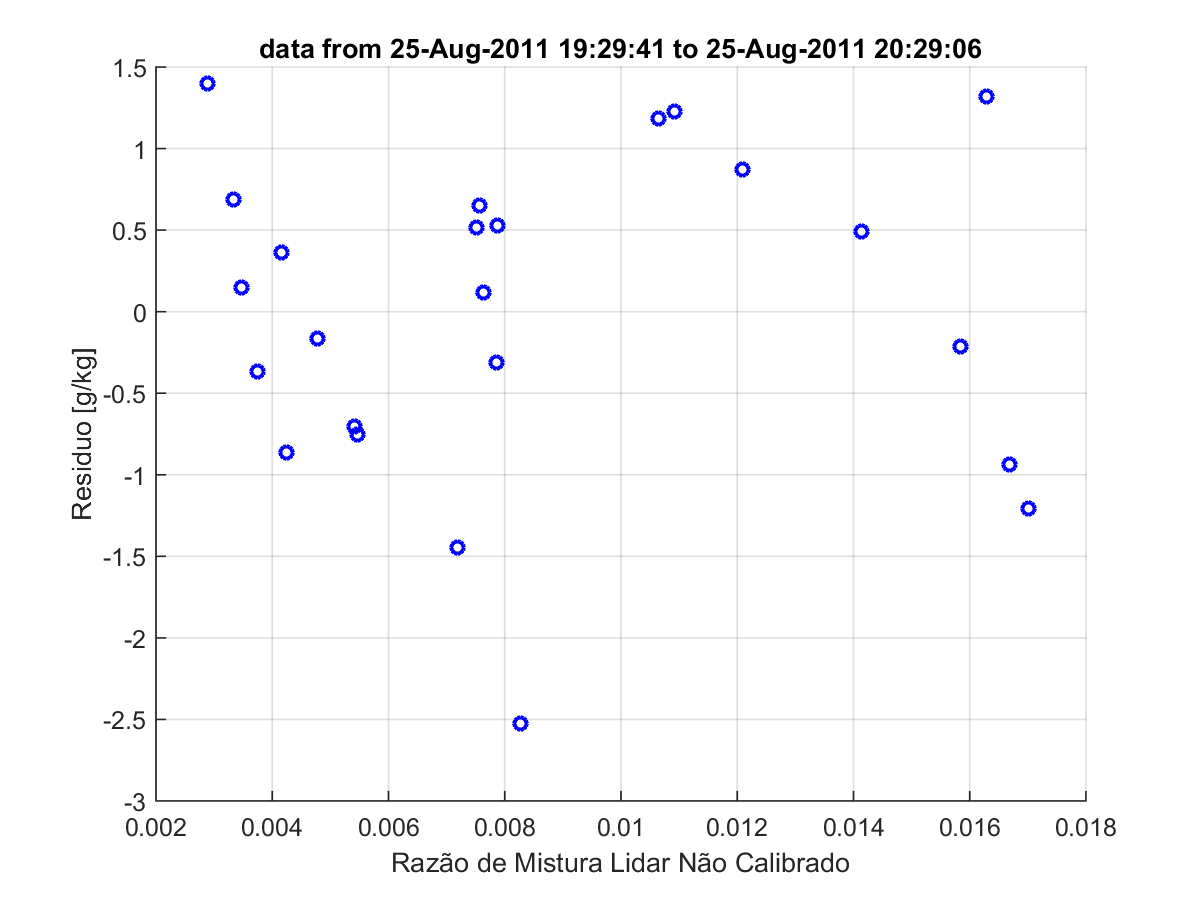 data from 25-Aug-2011 19:29:41 to 25-Aug-2011 20:29:06
1.5
1
0.5
0
-0.5
-1
-1.5
-2
-2.5
-3
Residuo [g/kg]
0.002 0.004 0.006 0.008 0.01 0.012 0.014 0.016 0.018
Razão de Mistura Lidar Não Calibrado